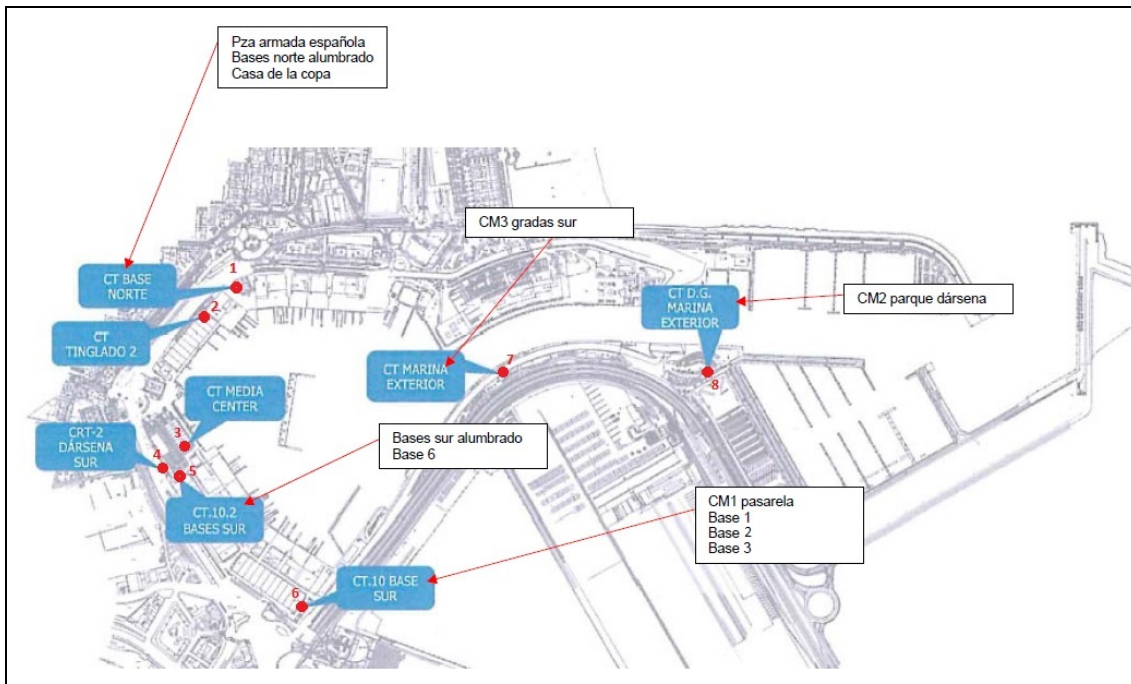 Pza armada española
Bases norte alumbrado
Casa de la copa
CM3 gradas sur
CT BASE
NORTE
1
CT D.G.
MARINA
EXTERIOR
CM2 parque dársena
2
CT
TINGLADO 2
CT MARINA
EXTERIOR
7
8
CT MEDIA
CENTER
CRT-2
DÁRSENA
SUR
3
4
5
Bases sur alumbrado
Base 6
CT.10.2
BASES SUR
CM1 pasarela
Base 1
Base 2
Base 3
CT.10 BASE
SUR
6